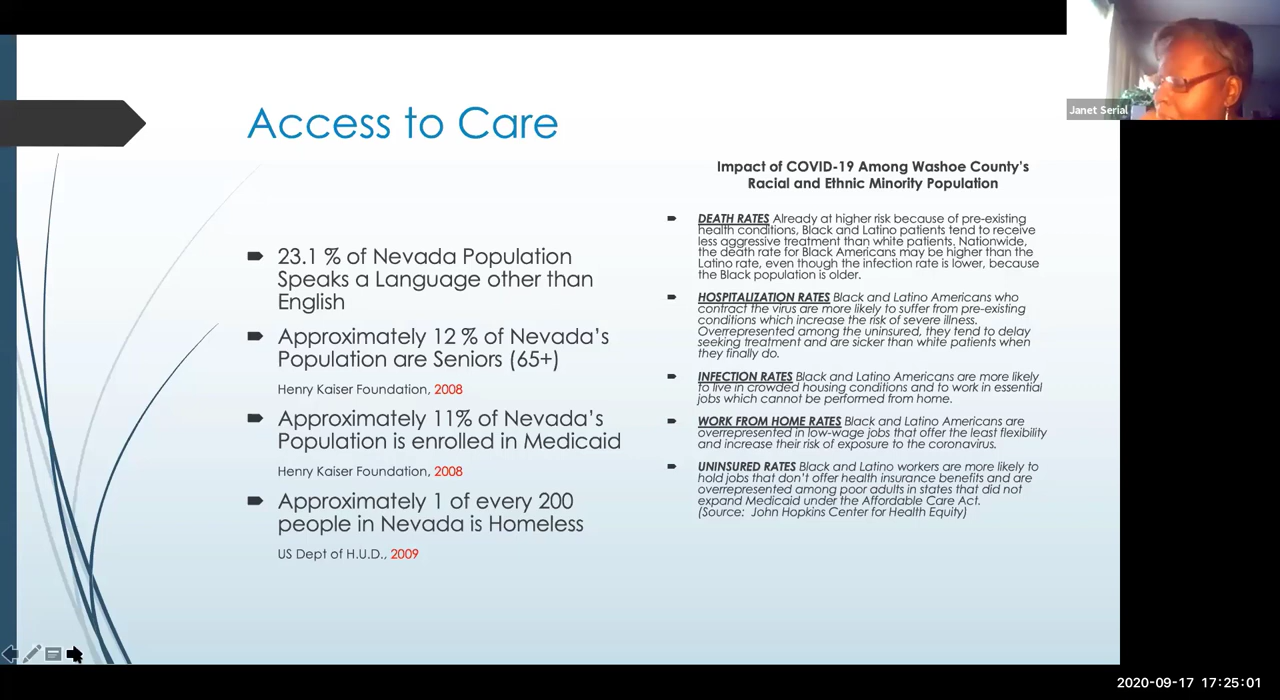 Janet Serial
Access to Care
23.1 % of Nevada Population
Speaks a Language other than
English
Approximately 12 % of Nevada's
Population are Seniors (65+)
Henry Kaiser Foundation, 2008
Approximately 11% of Nevada's
Population is enrolled in Medicaid
Henry Kaiser Foundation, 2008
Approximately 1 of every 200
people in Nevada is Homeless
US Dept of H.U.D., 2009
Impact of COVID-19 Among Washoe County's
Racial and Ethnic Minority Population
DEATH RATES Already at higher risk because of pre-existing
health conditions, Black and Latino patients tend to receive
less aggressive treatment than white patients. Nationwide,
the death rate for Black Americans may be higher than the
Latino rate, even though the infection rate is lower, because
the Black population is older.
HOSPITALIZATION RATES Black and Latino Americans who
contract the virus are more likely to suffer from pre-existing
conditions which increase the risk of severe illness.
Overrepresented among the uninsured, they tend to delay
seeking treatment and are sicker than white patients when
they finally do.
INFECTION RATES Black and Latino Americans are more likely
to live in crowded housing conditions and to work in essential
jobs which cannot be performed from home.
WORK FROM HOME RATES Black and Latino Americans are
overrepresented in low-wage jobs that offer the least flexibility
and increase their risk of exposure to the coronavirus.
UNINSURED RATES Black and Latino workers are more likely to
hold jobs that don't offer health insurance benefits and are
overrepresented among poor adults in states that did not
expand Medicaid under the Affordable Care Act.
(Source: John Hopkins Center for Health Equity)
2020-09-17 17:25:01